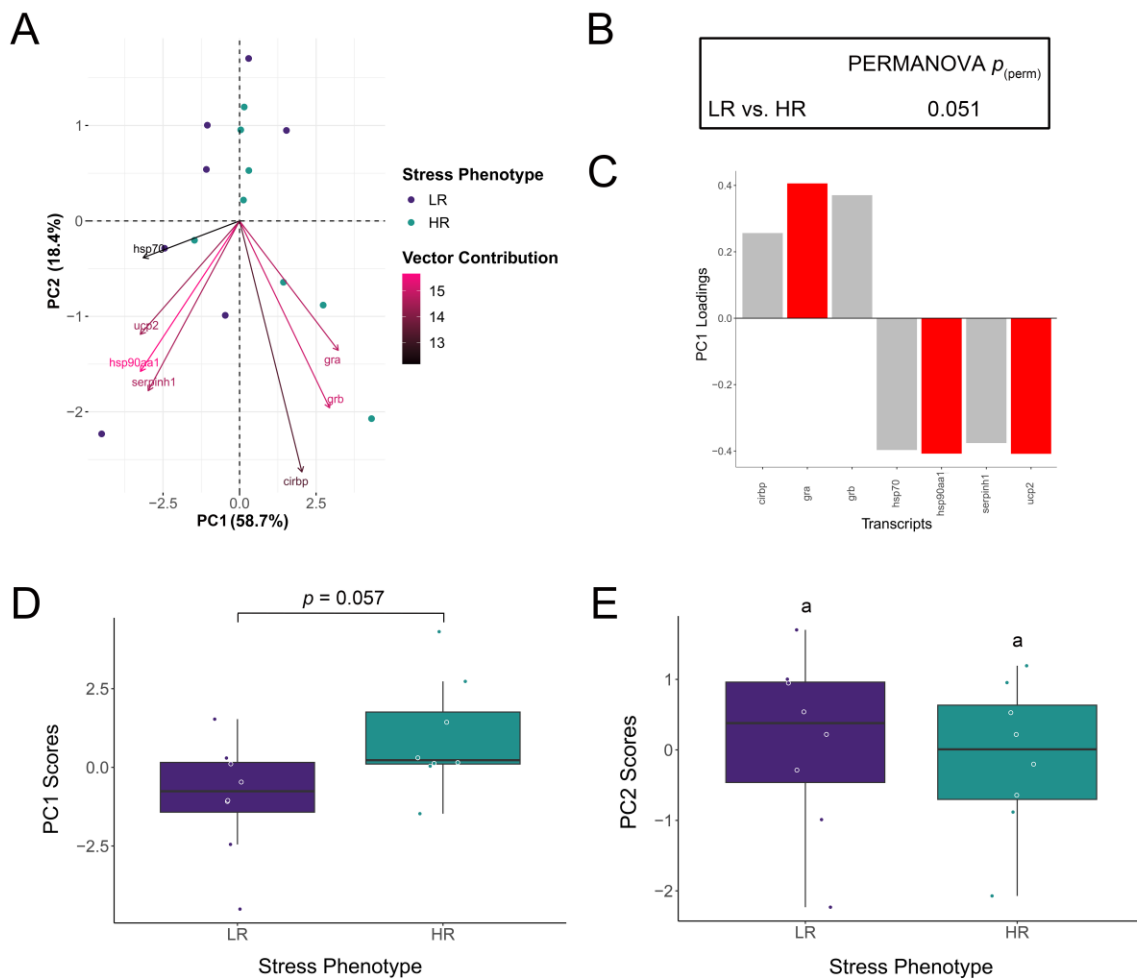 A
PC2 (18.4%)
1
0
−1
−2
hsp70
ucp2
hsp90aa1
serpinh1
gra
grb
cirbp
−2.5
0.0
2.5
PC1 (58.7%)
Stress Phenotype
LR
HR
Vector Contribution
15
14
13
B
PERMANOVA p(perm)
LR vs. HR 0.051
C
PC1 Loadings
0.4
0.2
0.0
−0.2
−0.4
cirbp
gra
grb
hsp70
hsp90aa1
serpinh1
ucp2
Transcripts
D
p = 0.057
PC1 Scores
2.5
0.0
−2.5
LR
HR
Stress Phenotype
E
a
a
PC2 Scores
1
0
−1
−2
LR
HR
Stress Phenotype